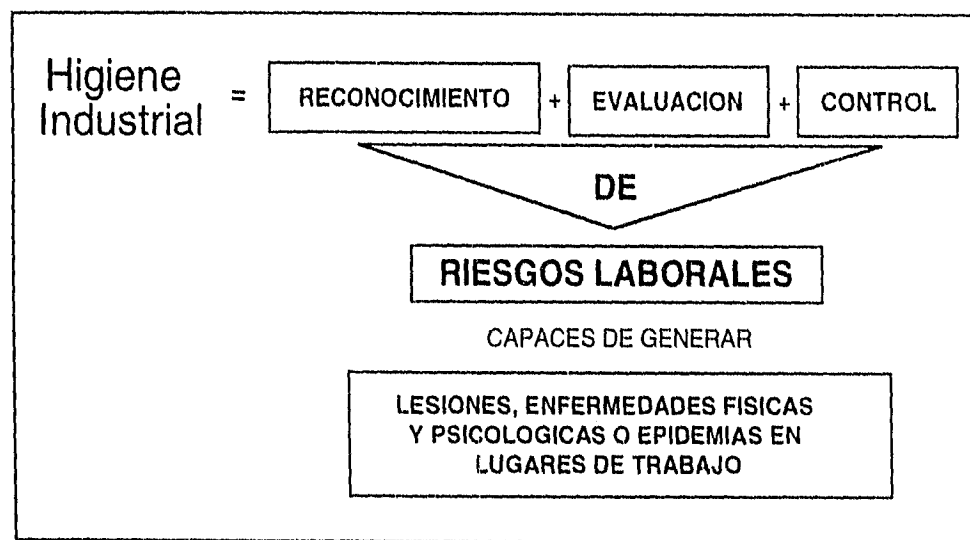 Higiene
Industrial
= RECONOCIMIENTO + EVALUACION + CONTROL
DE
RIESGOS LABORALES
CAPACES DE GENERAR
LESIONES, ENFERMEDADES FISICAS
Y PSICOLOGICAS O EPIDEMIAS EN
LUGARES DE TRABAJO